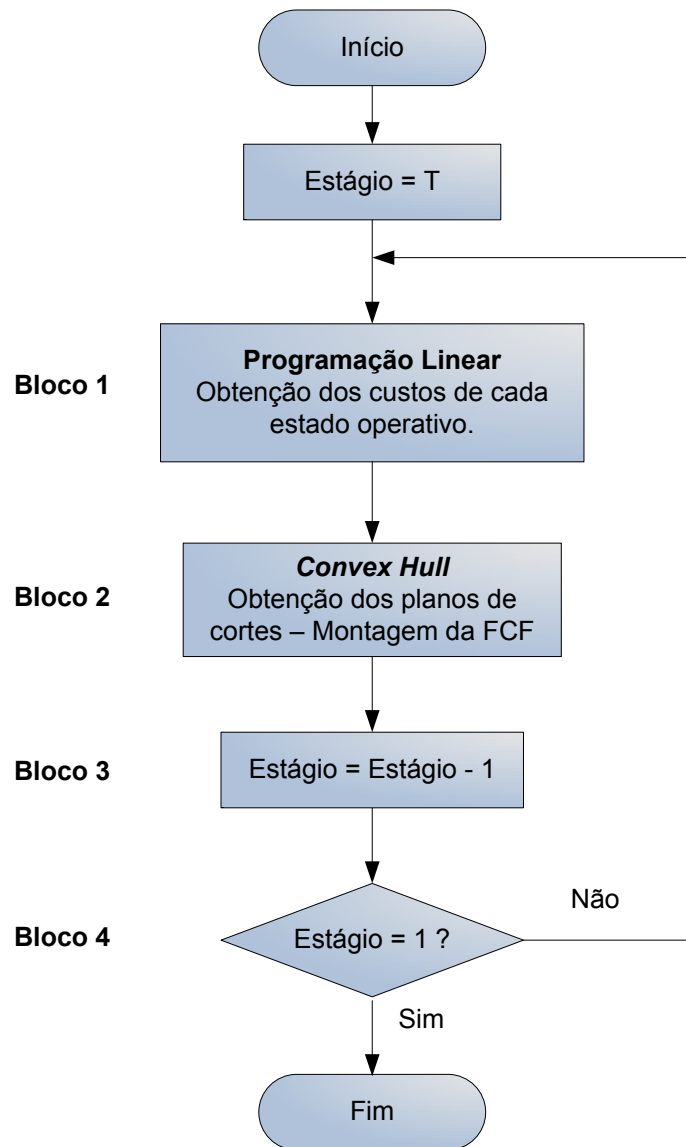 Início
Estágio = T
Bloco 1
Programação Linear
Obtenção dos custos de cada
estado operativo.
Bloco 2
Convex Hull
Obtenção dos planos de
cortes – Montagem da FCF
Bloco 3
Estágio = Estágio - 1
Bloco 4
Estágio = 1 ?
Não
Sim
Fim